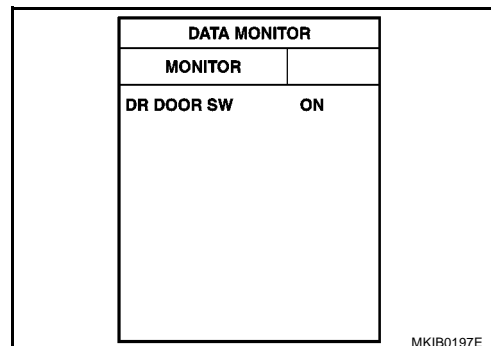 DATA MONITOR
MONITOR
DR DOOR SW ON
MKIB0197E